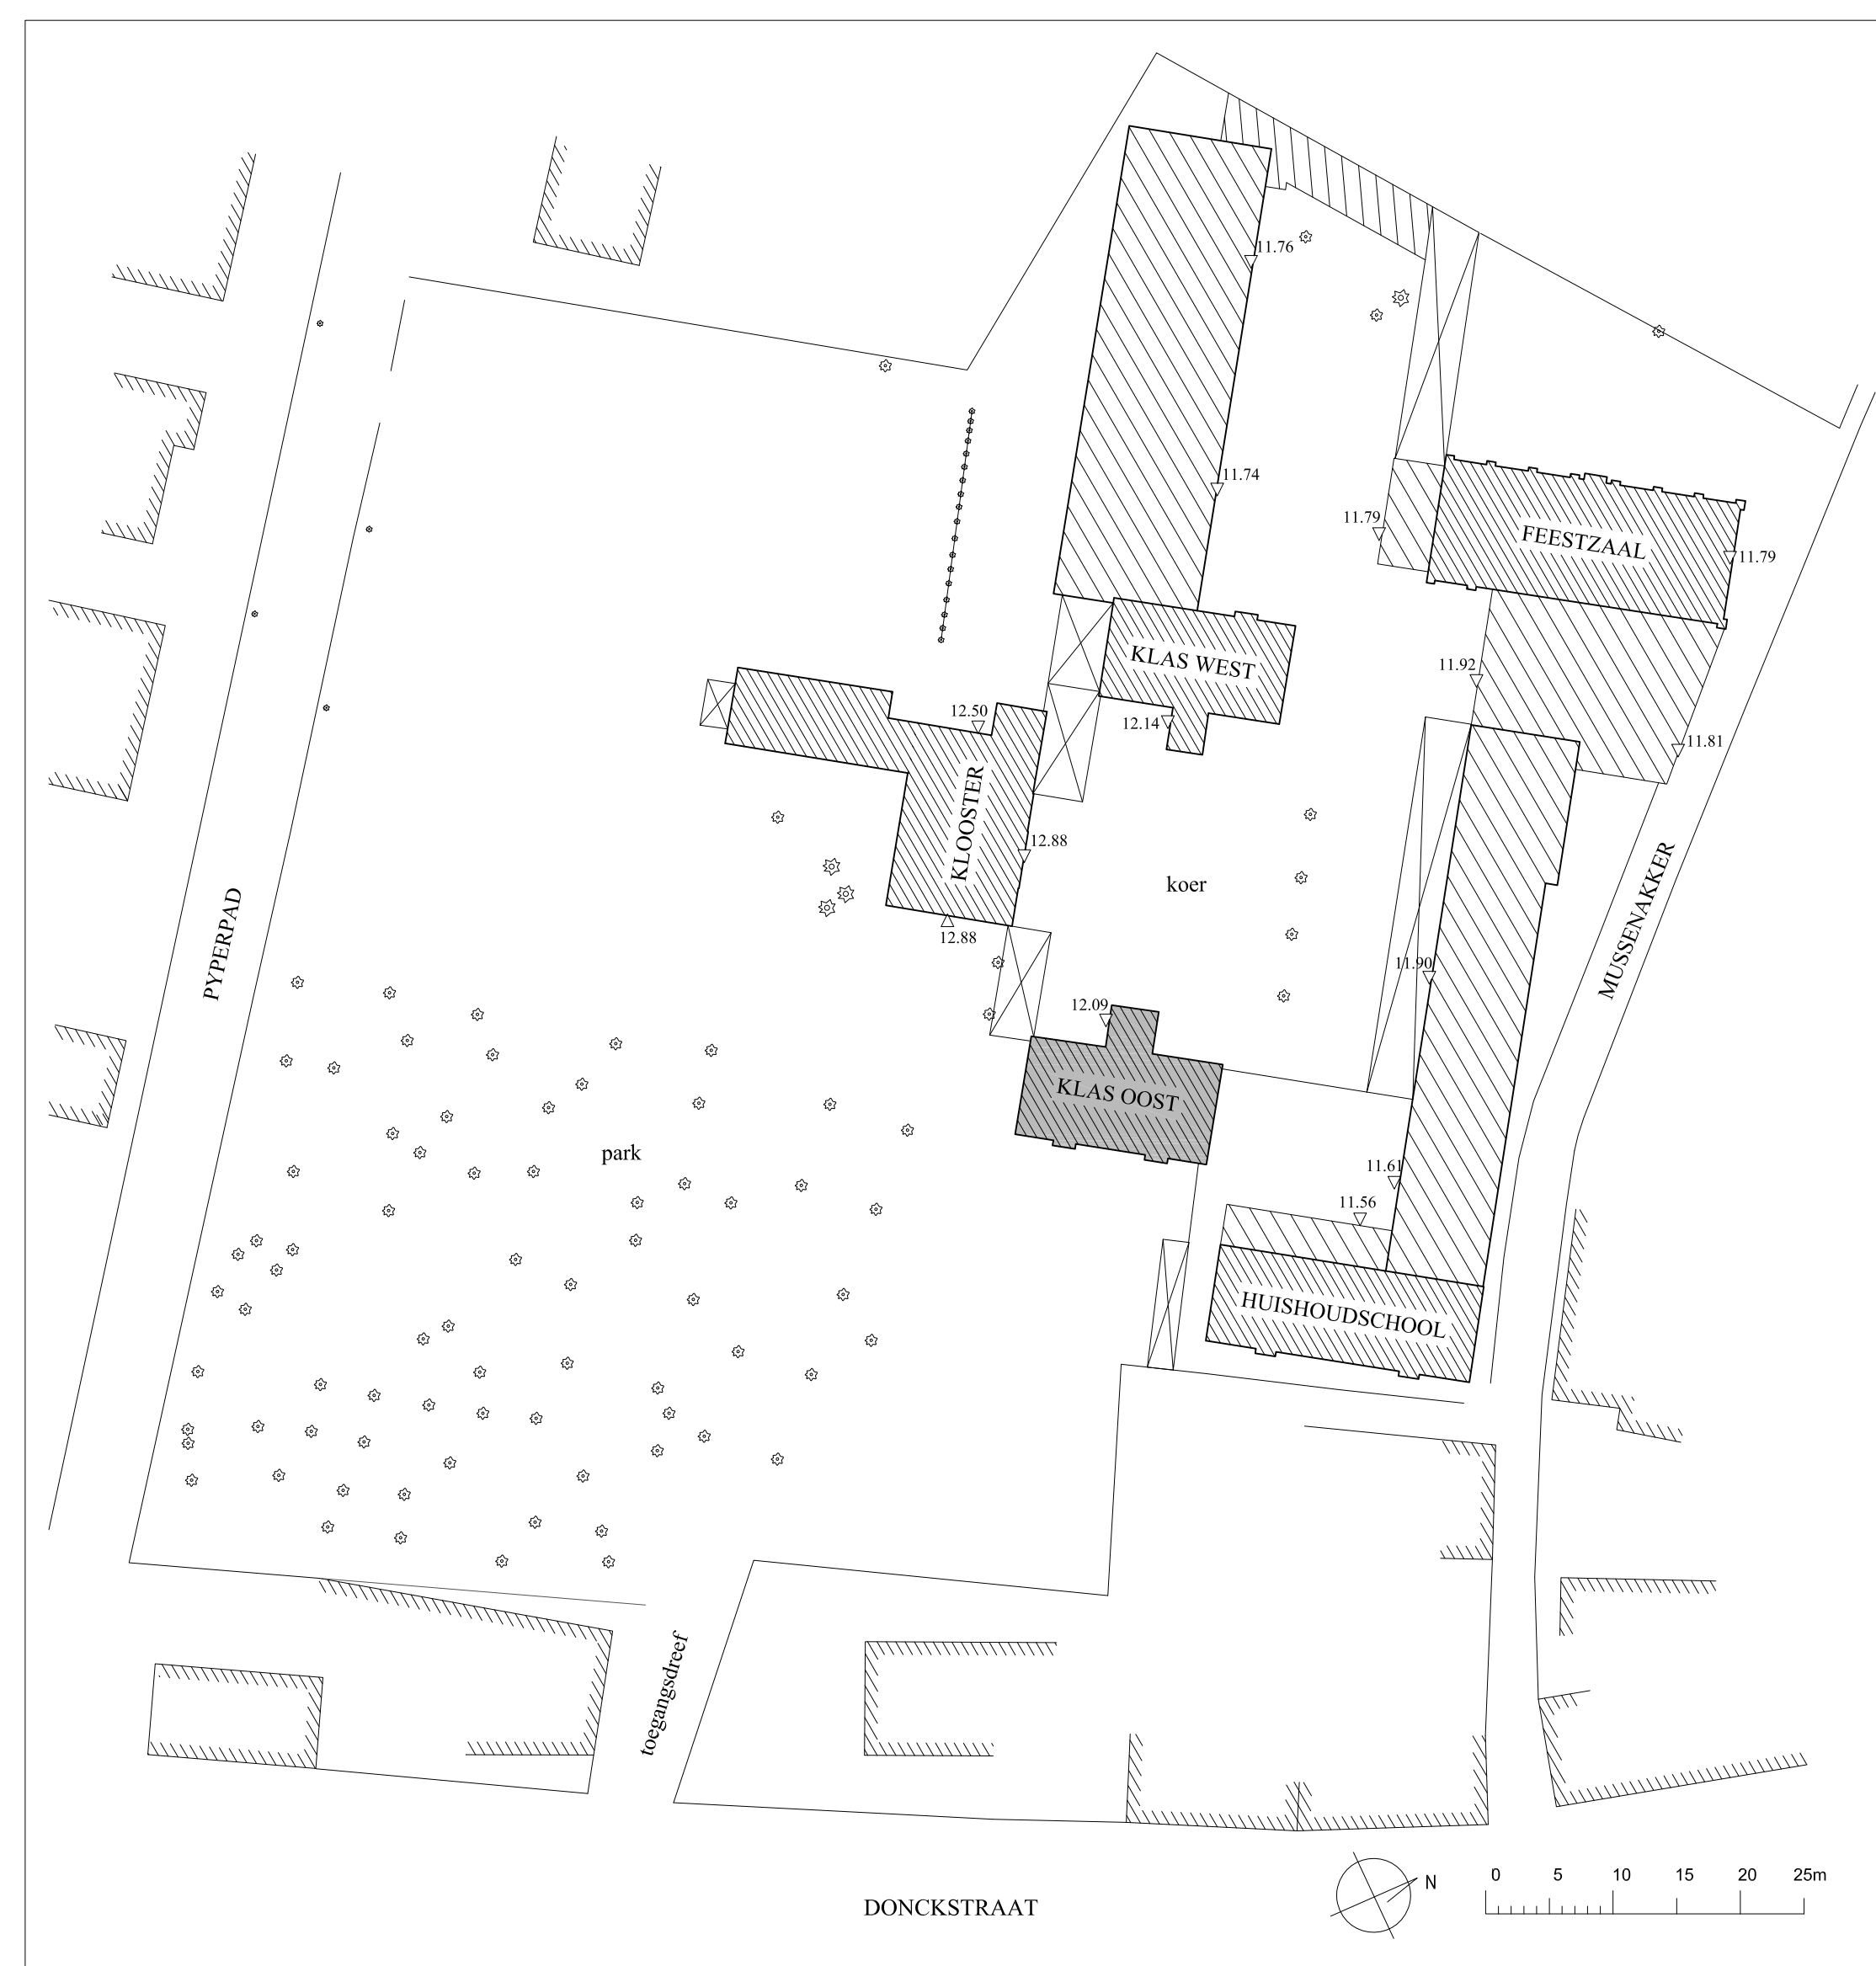 11.76
11.74
11.79
FEESTZAAL
11.79
KLAS WEST
11.92
12.50
12.14
11.81
KLOOSTER
12.88
koer
PYPERPAD
12.88
11.90
MUSSENAKKER
12.09
KLAS OOST
park
11.61
11.56
HUISHOUDSCHOOL
toegangsdreef
DONCKSTRAAT
N
0 5 10 15 20 25m